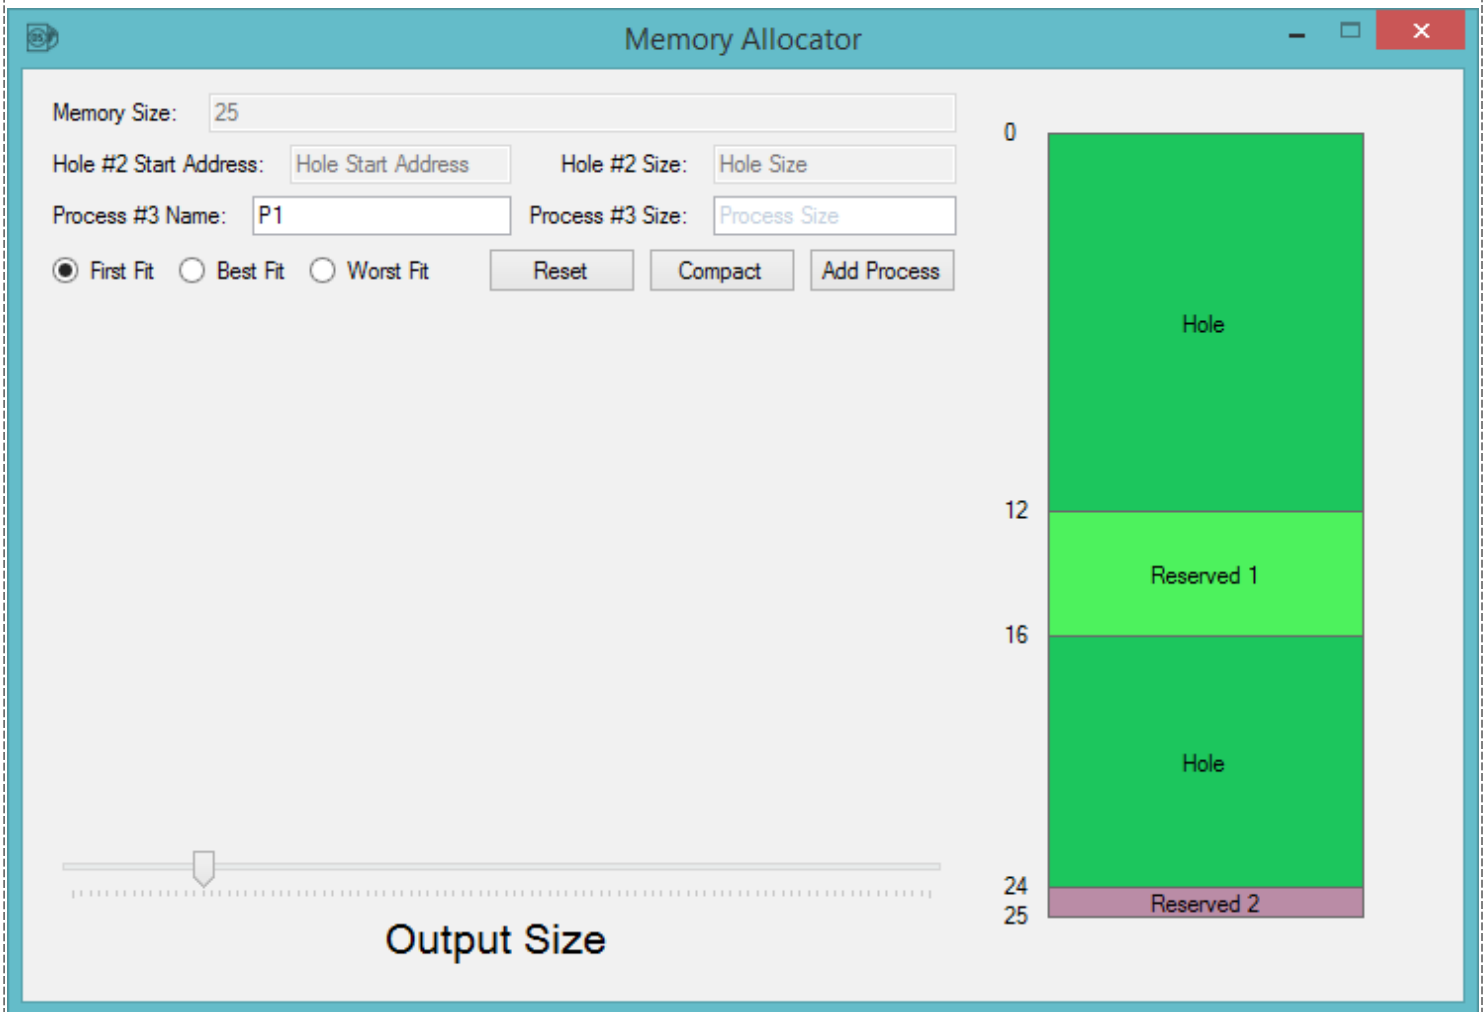 Memory Allocator
Memory Size: 25
Hole #2 Start Address: Hole Start Address Hole #2 Size: Hole Size
Process #3 Name: P1 Process #3 Size: Process Size
First Fit Best Fit Worst Fit Reset Compact Add Process
0
Hole
12
Reserved 1
16
Hole
24
Reserved 2
25
Output Size